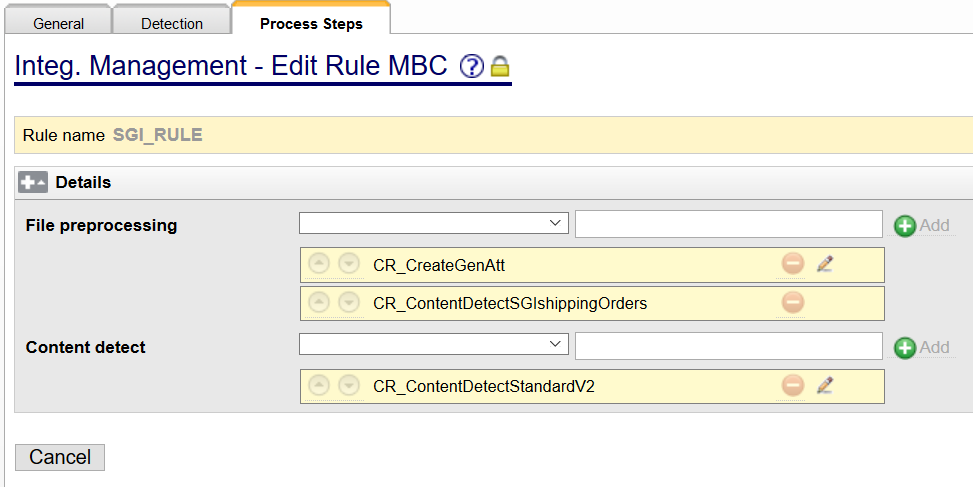 General Detection Process Steps
Integ. Management - Edit Rule MBC ?
Rule name SGI_RULE
Details
File preprocessing Add
CR_CreateGenAtt
CR_ContentDetectSGIshippingOrders
Content detect Add
CR_ContentDetectStandardV2
Cancel